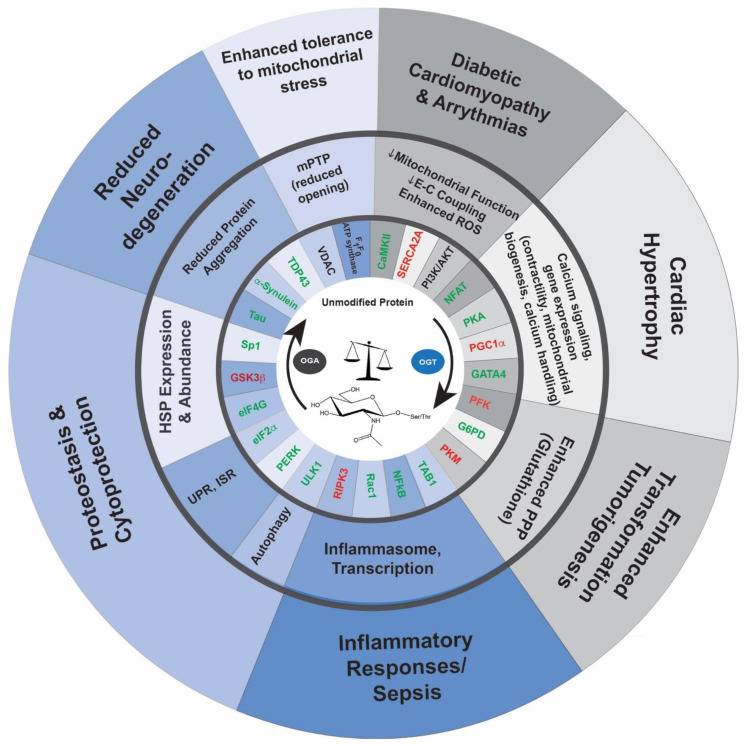 Enhanced tolerance
to mitochondrial
stress
Diabetic
Cardiomyopathy
& Arrythmias
Cardiac
Hypertrophy
Enhanced
Transformation
Tumorigenesis
Inflammatory
Responses/
Sepsis
Proteostasis &
Cytoprotection
Reduced
Neuro-
degeneration
mPTP
(reduced
opening)
↓Mitochondrial Function
↓E-C Coupling
Enhanced ROS
Calcium signaling,
gene expression
(contractility, mitochondrial
biogenesis, calcium handling)
Enhanced PPP
(Glutathione)
Inflammasome,
Transcription
Autophagy
UPR, ISR
HSP Expression
& Abundance
Reduced Protein
Aggregation
F1F0
ATP synthase
CaMKII
SERCA2A
PI3K/AKT
NFAT
PKA
PGC1α
GATA4
PFK
G6PD
PKM
TAB1
NFkB
Rac1
RIPK3
ULK1
PERK
eIF2α
eIF4G
GSK3β
Sp1
Tau
α-Synulein
TDP43
VDAC
Unmodified Protein
OGA
OGT
OH
HO
O
HO
NH
O
Ser/Thr
O